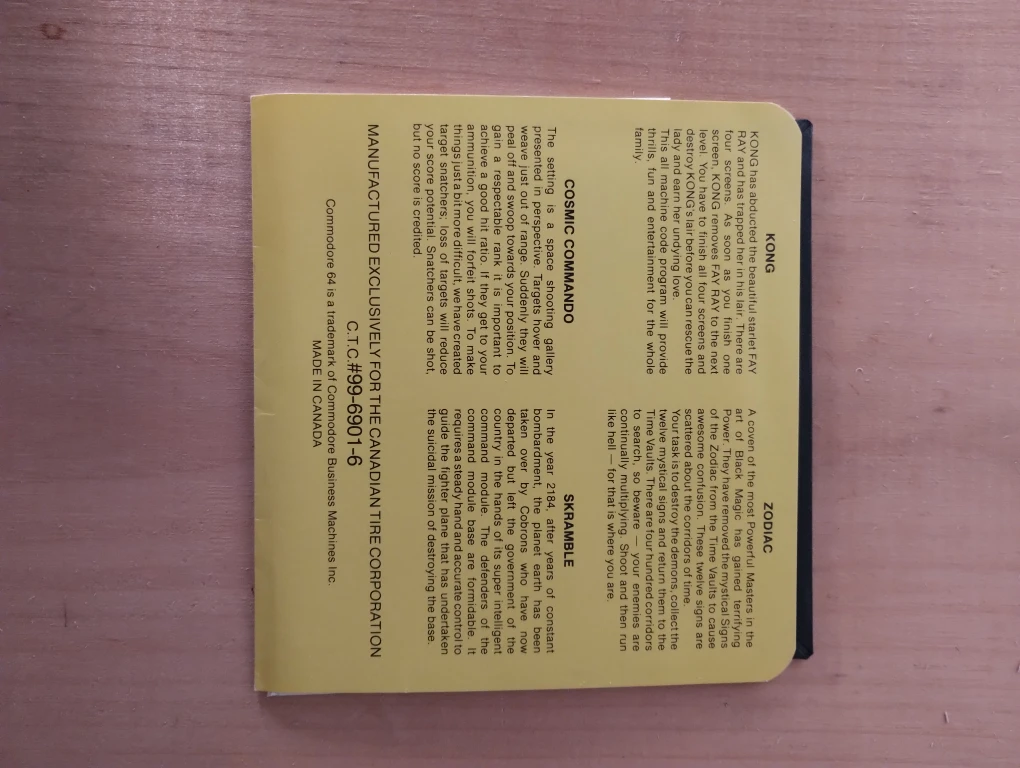 KONG
KONG has abducted the beautiful starlet FAY
RAY and has trapped her in his lair. There are
four screens. As soon as you finish one
screen, KONG removes FAY RAY to the next
level. You have to finish all four screens and
destroy KONG's lair before you can rescue the
lady and earn her undying love.
This all machine code program will provide
thrills, fun and entertainment for the whole
family.
ZODIAC
A coven of the most Powerful Masters in the
art of Black Magic has gained terrifying
Power. They have removed the mystical Signs
of the Zodiac from the Time Vaults to cause
awesome confusion. These twelve signs are
scattered about the corridors of time.
Your task is to destroy the demons, collect the
twelve mystical signs and return them to the
Time Vaults. There are four hundred corridors
to search, so beware — your enemies are
continually multiplying. Shoot and then run
like hell — for that is where you are.
COSMIC COMMANDO
The setting is a space shooting gallery
presented in perspective. Targets hover and
weave just out of range. Suddenly they will
peal off and swoop towards your position. To
gain a respectable rank it is important to
achieve a good hit ratio. If they get to your
ammunition, you will forfeit shots. To make
things just a bit more difficult, we have created
target snatchers; loss of targets will reduce
your score potential. Snatchers can be shot,
but no score is credited.
SKRAMBLE
In the year 2184, after years of constant
bombardment, the planet earth has been
taken over by Cobrons who have now
departed but left the government of the
country in the hands of its super intelligent
command module. The defenders of the
command module base are formidable. It
requires a steady hand and accurate control to
guide the fighter plane that has undertaken
the suicidal mission of destroying the base.
MANUFACTURED EXCLUSIVELY FOR THE CANADIAN TIRE CORPORATION
C.T.C.#99-6901-6
Commodore 64 is a trademark of Commodore Business Machines Inc.
MADE IN CANADA